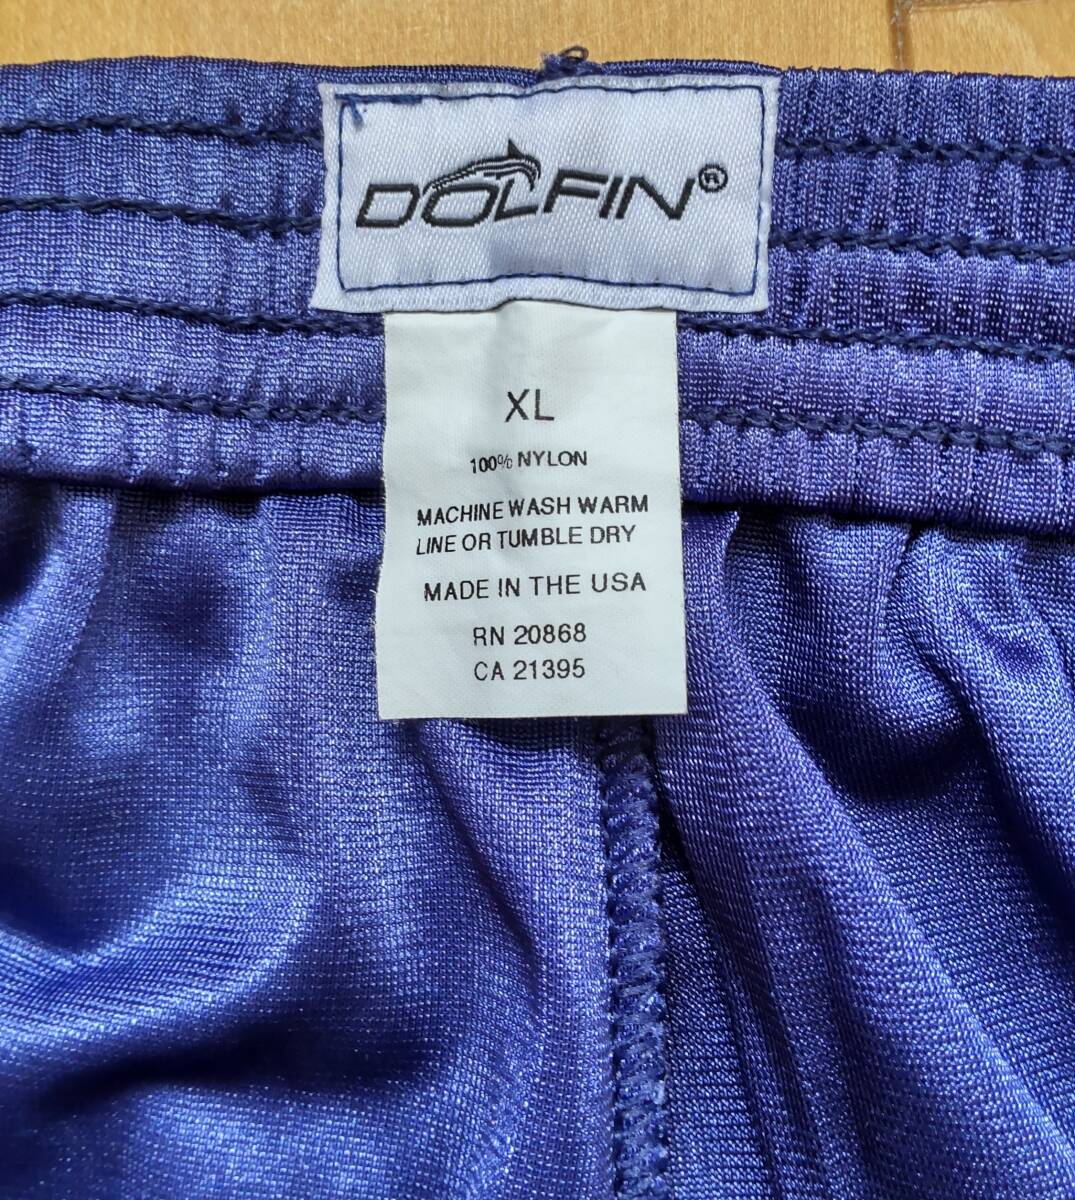 DOLFIN®
XL
100% NYLON
MACHINE WASH WARM
LINE OR TUMBLE DRY
MADE IN THE USA
RN 20868
CA 21395